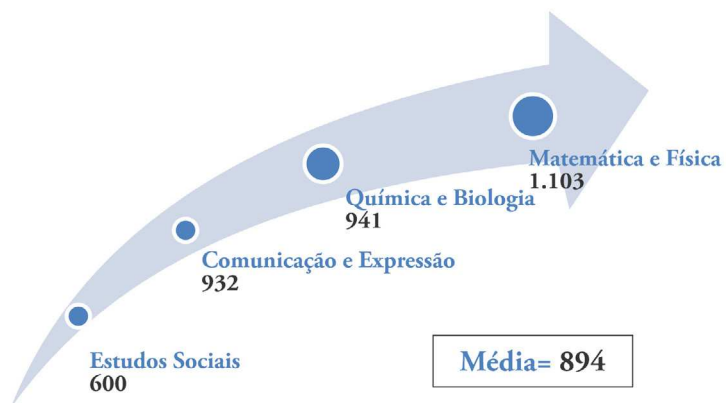 Matemática e Física
1.103
Química e Biologia
941
Comunicação e Expressão
932
Estudos Sociais
600
Média= 894